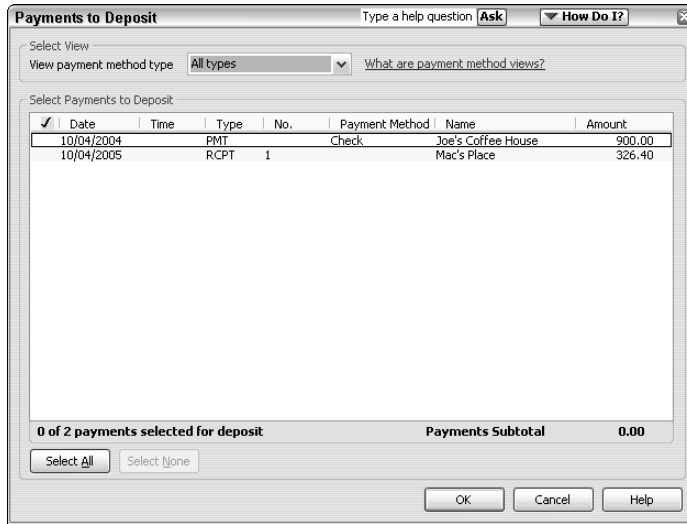 Payments to Deposit Type a help question Ask How Do I?
Select View
View payment method type All types What are payment method views?
Select Payments to Deposit
✓ Date Time Type No. Payment Method Name Amount
10/04/2004 PMT Check Joe's Coffee House 900.00
10/04/2005 RCPT 1 Mac's Place 326.40
0 of 2 payments selected for deposit Payments Subtotal 0.00
Select All Select None
OK Cancel Help